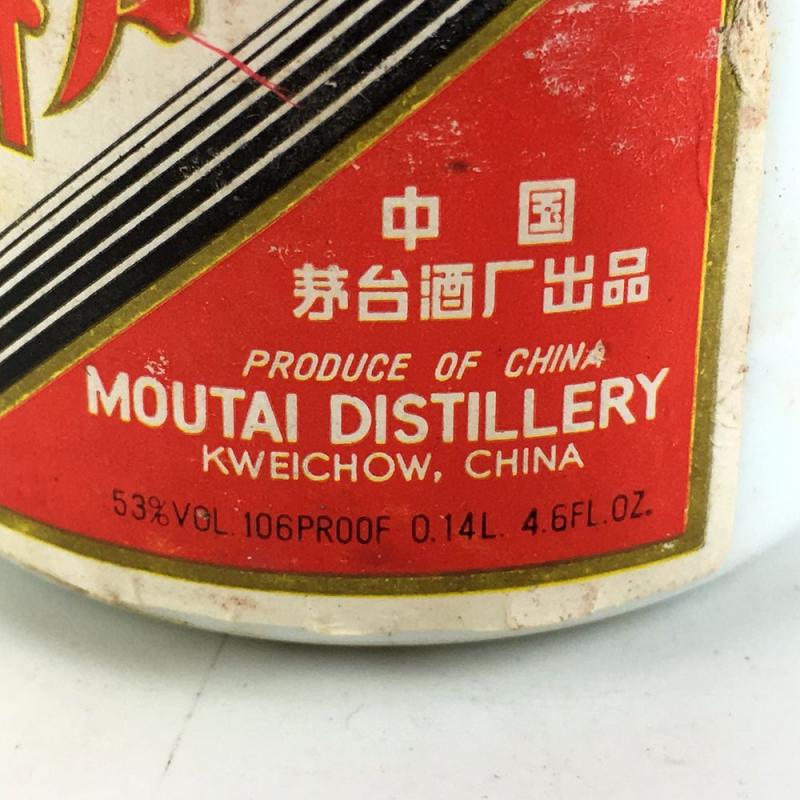 中国
茅台酒厂出品
PRODUCE OF CHINA
MOUTAI DISTILLERY
KWEICHOW, CHINA
53%VOL. 106PROOF 0.14L. 4.6FL.OZ.